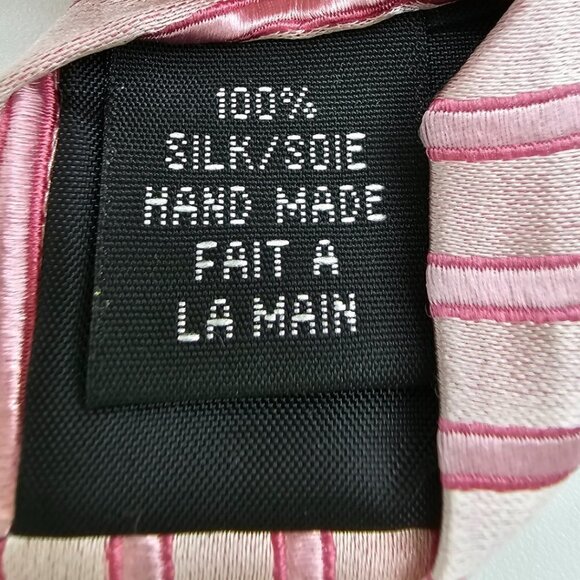 100%
SILK/SOIE
HAND MADE
FAIT A
LA MAIN